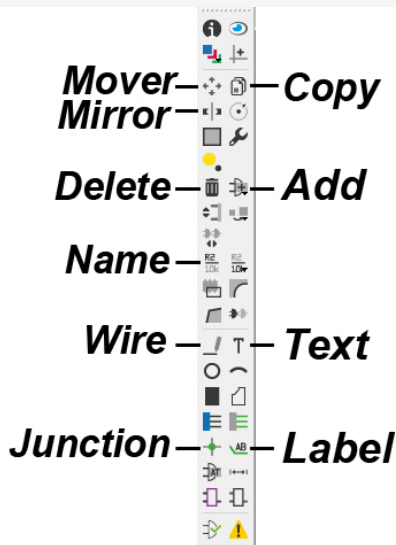 Mover
Copy
Mirror
Delete
Add
Name
R2
10k
R2
10k
Wire
T
Text
Junction
AB
Label